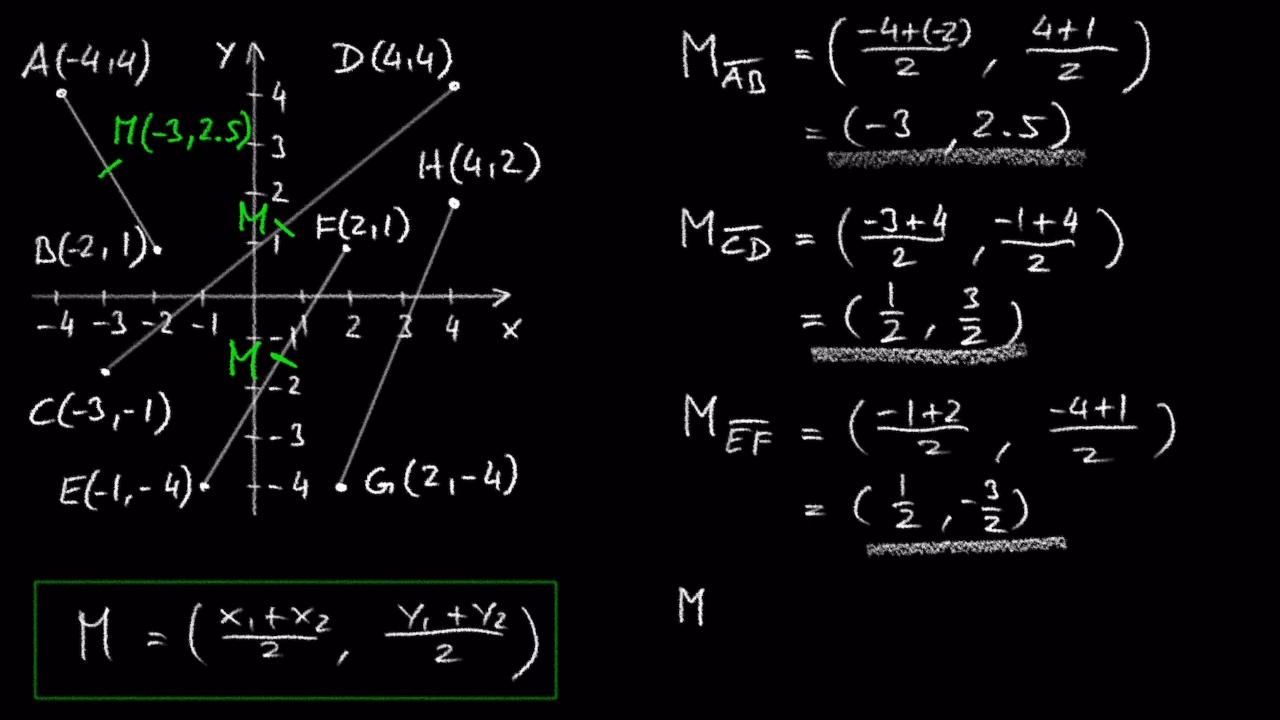 A(-4,4) Y D(4,4)
4
M(-3,2.5) 3
H(4,2)
2
M F(2,1)
1
B(-2,1)
-4 -3 -2 -1 1 2 3 4 X
-1
M -2
C(-3,-1)
-3
E(-1,-4) -4 G(2,-4)
M = (X₁+X₂/2, Y₁+Y₂/2)
M_AB = (-4+(-2)/2, 4+1/2)
= (-3, 2.5)
M_CD = (-3+4/2, -1+4/2)
= (1/2, 3/2)
M_EF = (-1+2/2, -4+1/2)
= (1/2, -3/2)
M